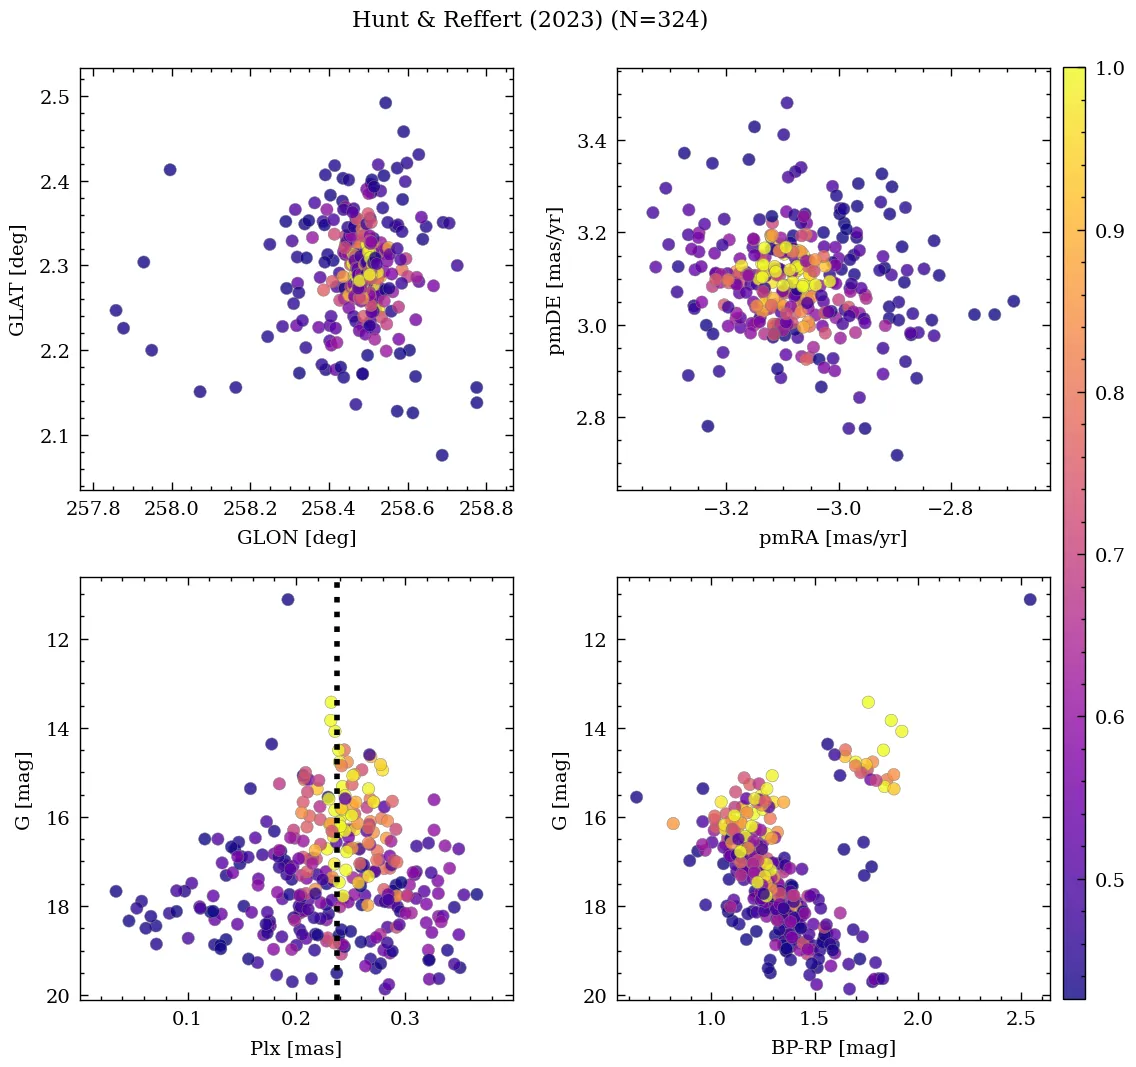 Hunt & Reffert (2023) (N=324)
2.5
2.4
2.3
2.2
2.1
GLAT [deg]
257.8 258.0 258.2 258.4 258.6 258.8
GLON [deg]
3.4
3.2
3.0
2.8
pmDE [mas/yr]
−3.2 −3.0 −2.8
pmRA [mas/yr]
12
14
16
18
20
G [mag]
0.1 0.2 0.3
Plx [mas]
12
14
16
18
20
G [mag]
1.0 1.5 2.0 2.5
BP-RP [mag]
1.0
0.9
0.8
0.7
0.6
0.5